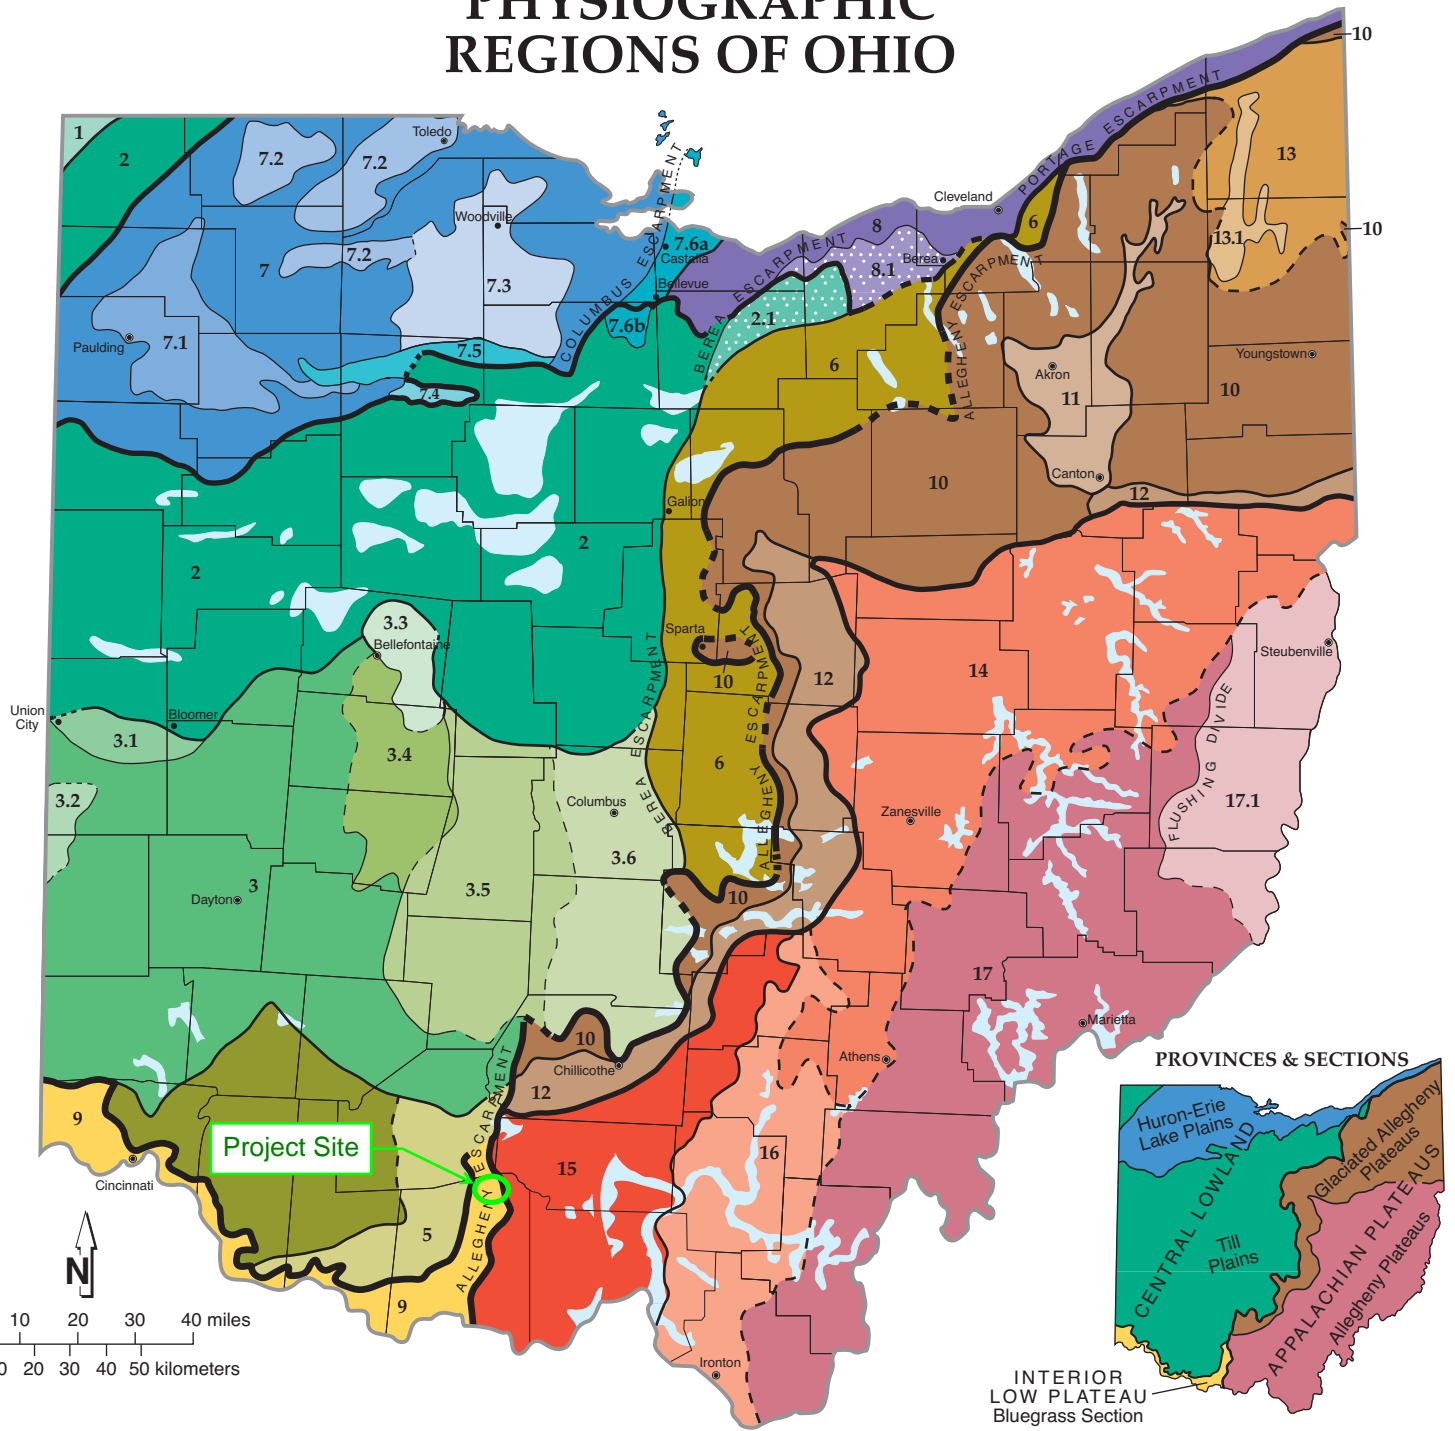 PHYSIOGRAPHIC
REGIONS OF OHIO
10
PORTAGE ESCARPMENT
1
2
7.2
7.2
Toledo
13
Cleveland
Woodville
COLUMBUS ESCARPMENT
7.6a
Castalia
8
6
13.1
10
7
7.2
7.3
Bellevue
BEREA ESCARPMENT
8.1
Berea
ALLEGHENY ESCARPMENT
7.6b
2.1
Paulding
7.1
7.5
6
Akron
Youngstown
7.4
11
10
Galion
10
Canton
12
2
2
3.3
Bellefontaine
Sparta
BEREA ESCARPMENT
10
ALLEGHENY ESCARPMENT
12
14
Steubenville
Union
City
Bloomer
3.1
3.4
6
FLUSHING DIVIDE
3.2
Columbus
Zanesville
17.1
3.6
Dayton
3
3.5
10
17
Marietta
10
Chillicothe
Athens
12
9
ALLEGHENY ESCARPMENT
Project Site
15
16
Cincinnati
5
9
Ironton
N
10 20 30 40 miles
0 20 30 40 50 kilometers
PROVINCES & SECTIONS
Huron-Erie
Lake Plains
CENTRAL LOWLAND
Glaciated Allegheny
Plateaus
Till
Plains
APPALACHIAN PLATEAUS
Allegheny Plateaus
INTERIOR
LOW PLATEAU
Bluegrass Section